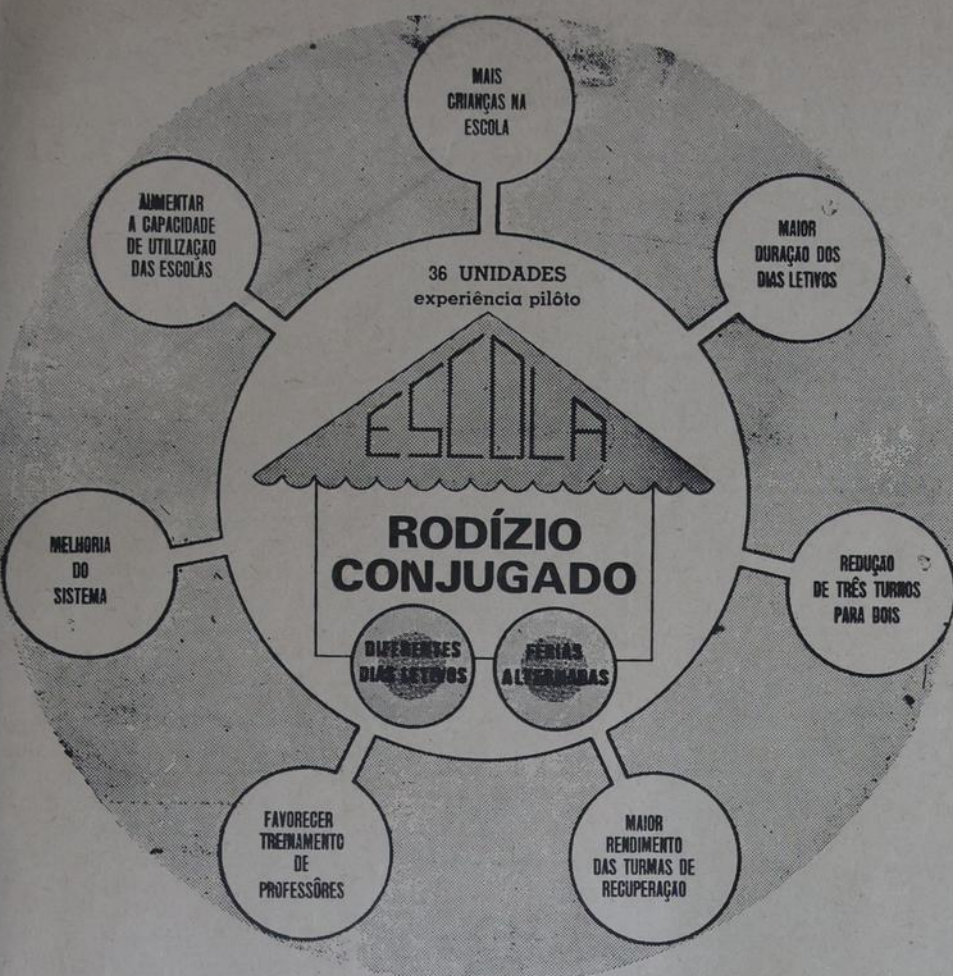 MAIS
CRIANÇAS NA
ESCOLA
AUMENTAR
A CAPACIDADE
DE UTILIZAÇÃO
DAS ESCOLAS
MAIOR
DURAÇÃO DOS
DIAS LETIVOS
36 UNIDADES
experiência pilôto
ESCOLA
RODÍZIO
CONJUGADO
DIFERENTES
DIAS LETIVOS
FÉRIAS
ALTERNADAS
MELHORIA
DO
SISTEMA
REDUÇÃO
DE TRÊS TURNOS
PARA DOIS
FAVORECER
TREINAMENTO
DE
PROFESSÔRES
MAIOR
RENDIMENTO
DAS TURMAS DE
RECUPERAÇÃO